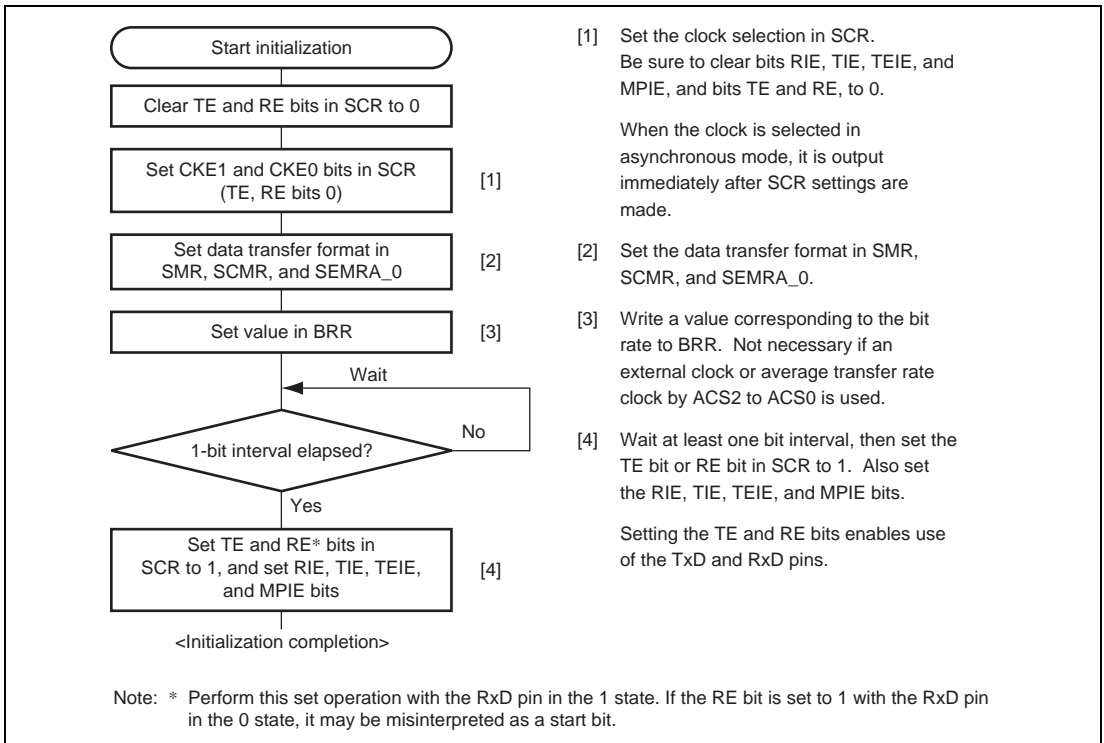 Start initialization
Clear TE and RE bits in SCR to 0
Set CKE1 and CKE0 bits in SCR
(TE, RE bits 0)
[1]
Set data transfer format in
SMR, SCMR, and SEMRA_0
[2]
Set value in BRR
[3]
Wait
1-bit interval elapsed?
No
Yes
Set TE and RE* bits in
SCR to 1, and set RIE, TIE, TEIE,
and MPIE bits
[4]
<Initialization completion>
[1] Set the clock selection in SCR.
Be sure to clear bits RIE, TIE, TEIE, and
MPIE, and bits TE and RE, to 0.
When the clock is selected in
asynchronous mode, it is output
immediately after SCR settings are
made.
[2] Set the data transfer format in SMR,
SCMR, and SEMRA_0.
[3] Write a value corresponding to the bit
rate to BRR. Not necessary if an
external clock or average transfer rate
clock by ACS2 to ACS0 is used.
[4] Wait at least one bit interval, then set the
TE bit or RE bit in SCR to 1. Also set
the RIE, TIE, TEIE, and MPIE bits.
Setting the TE and RE bits enables use
of the TxD and RxD pins.
Note: * Perform this set operation with the RxD pin in the 1 state. If the RE bit is set to 1 with the RxD pin
in the 0 state, it may be misinterpreted as a start bit.